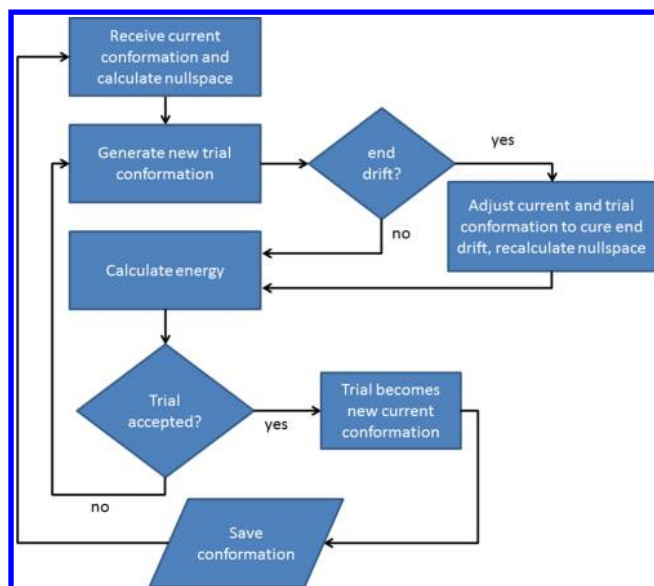 Receive current
conformation and
calculate nullspace
Generate new trial
conformation
end
drift?
yes
Adjust current and trial
conformation to cure end
drift, recalculate nullspace
no
Calculate energy
Trial
accepted?
yes
Trial becomes
new current
conformation
no
Save
conformation